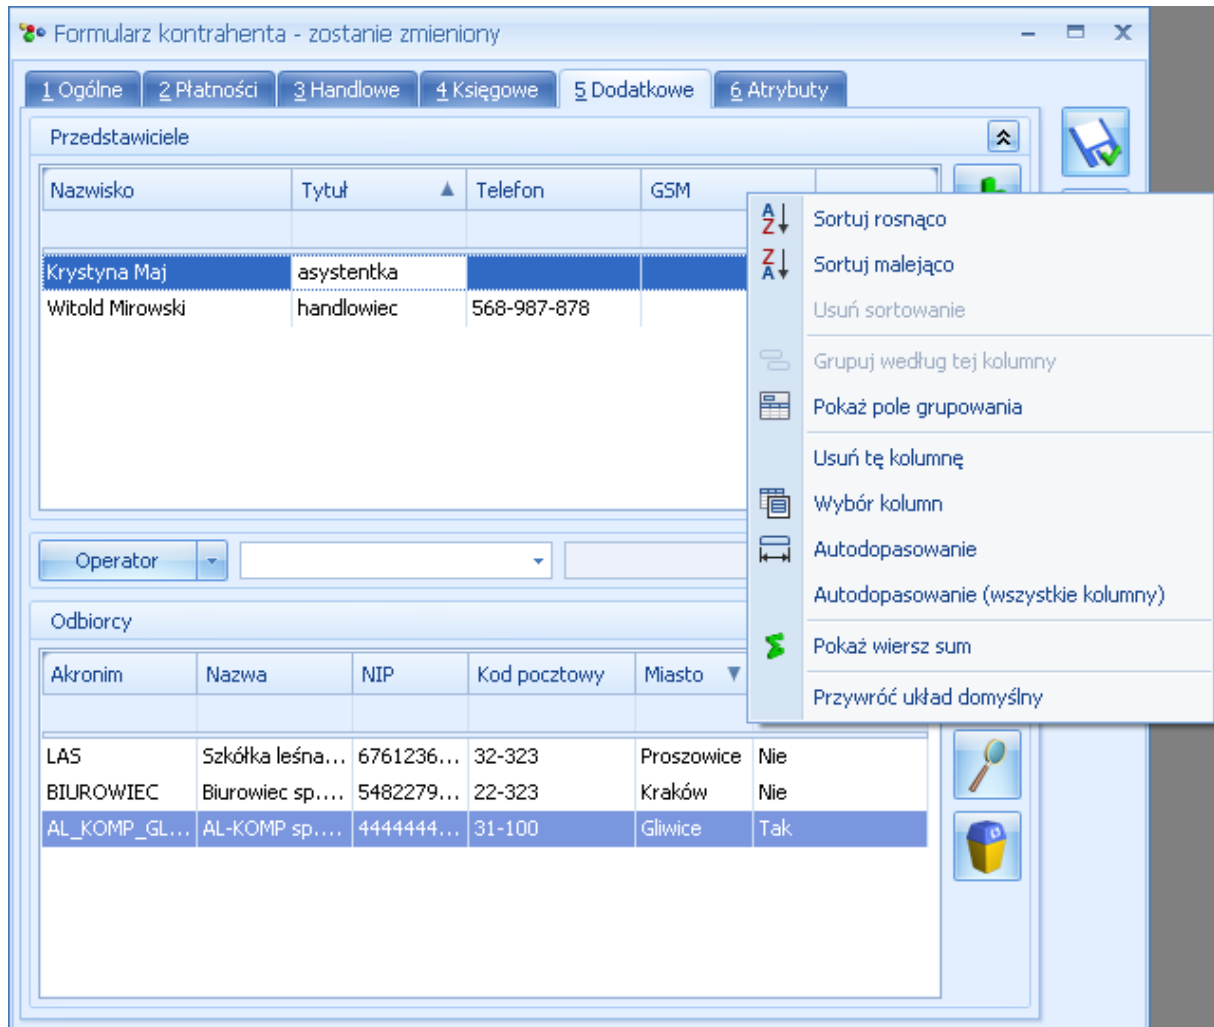 Formularz kontrahenta - zostanie zmieniony
1 Ogólne 2 Płatności 3 Handlowe 4 Księgowe 5 Dodatkowe 6 Atrybuty
Przedstawiciele
Nazwisko Tytuł Telefon GSM
Krystyna Maj asystentka
Witold Mirowski handlowiec 568-987-878
Sortuj rosnąco
Sortuj malejąco
Usuń sortowanie
Grupuj według tej kolumny
Pokaż pole grupowania
Usuń tę kolumnę
Wybór kolumn
Autodopasowanie
Autodopasowanie (wszystkie kolumny)
Pokaż wiersz sum
Przywróć układ domyślny
Operator
Odbiorcy
Akronim Nazwa NIP Kod pocztowy Miasto
LAS Szkółka leśna... 6761236... 32-323 Proszowice Nie
BIUROWIEC Biurowiec sp.... 5482279... 22-323 Kraków Nie
AL_KOMP_GL... AL-KOMP sp.... 4444444... 31-100 Gliwice Tak